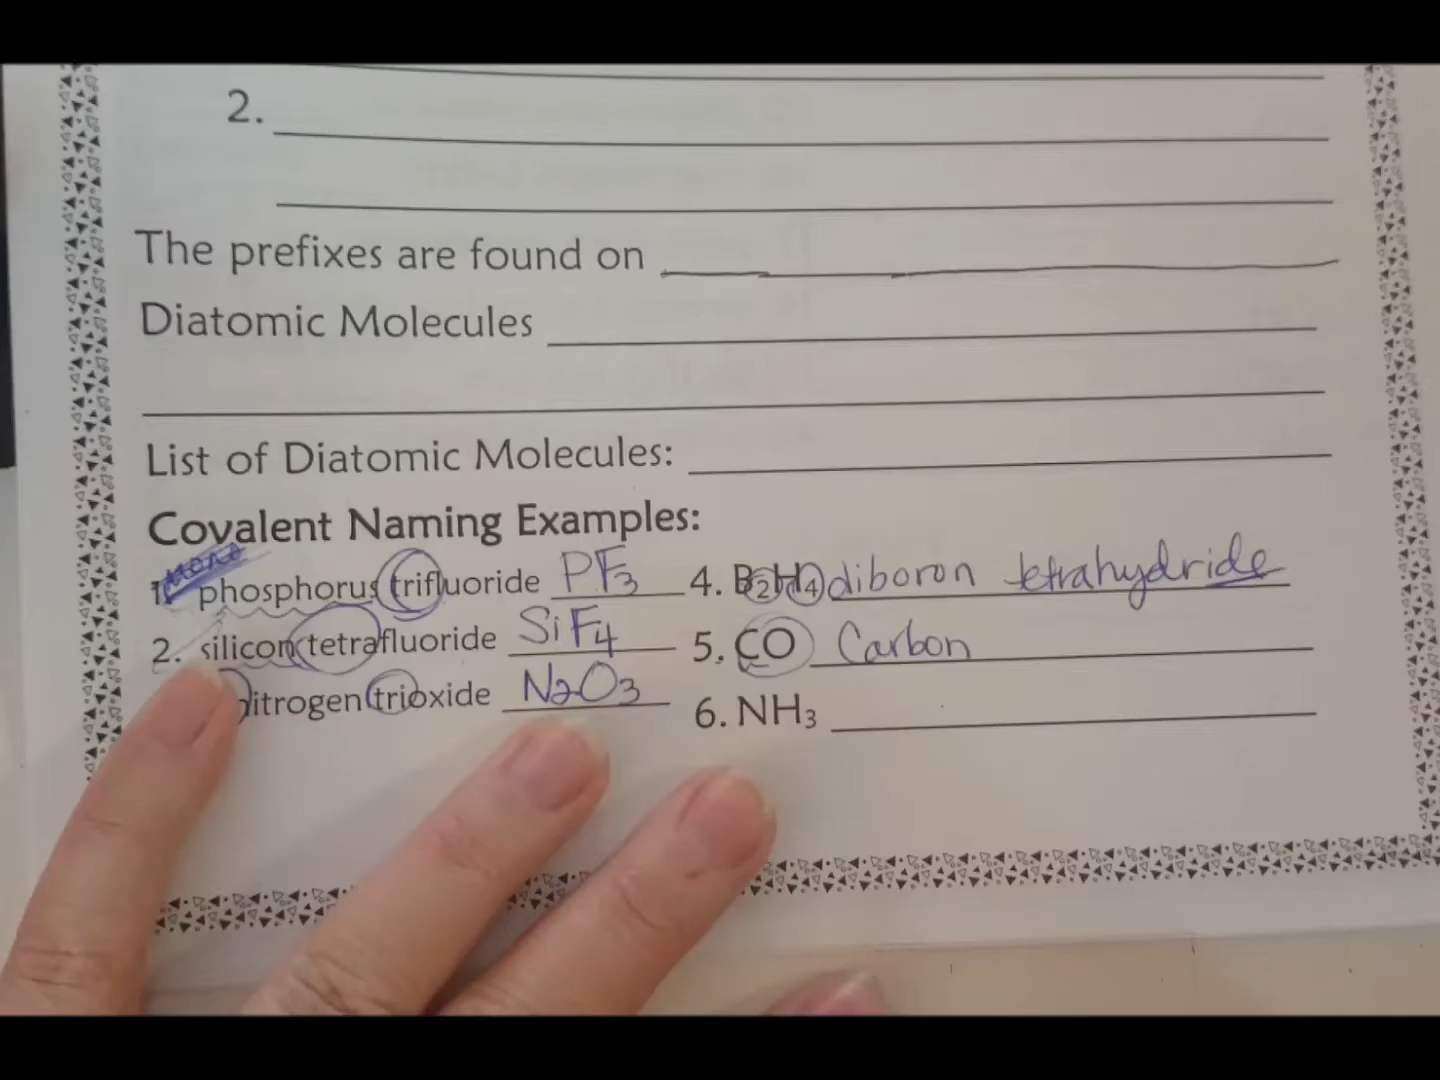 2.
The prefixes are found on
Diatomic Molecules
List of Diatomic Molecules:
Covalent Naming Examples:
mono
1. phosphorus trifluoride PF3
2. silicon tetrafluoride SiF4
itrogen trioxide N2O3
4. B2H4 diboron tetrahydride
5. CO Carbon
6. NH3